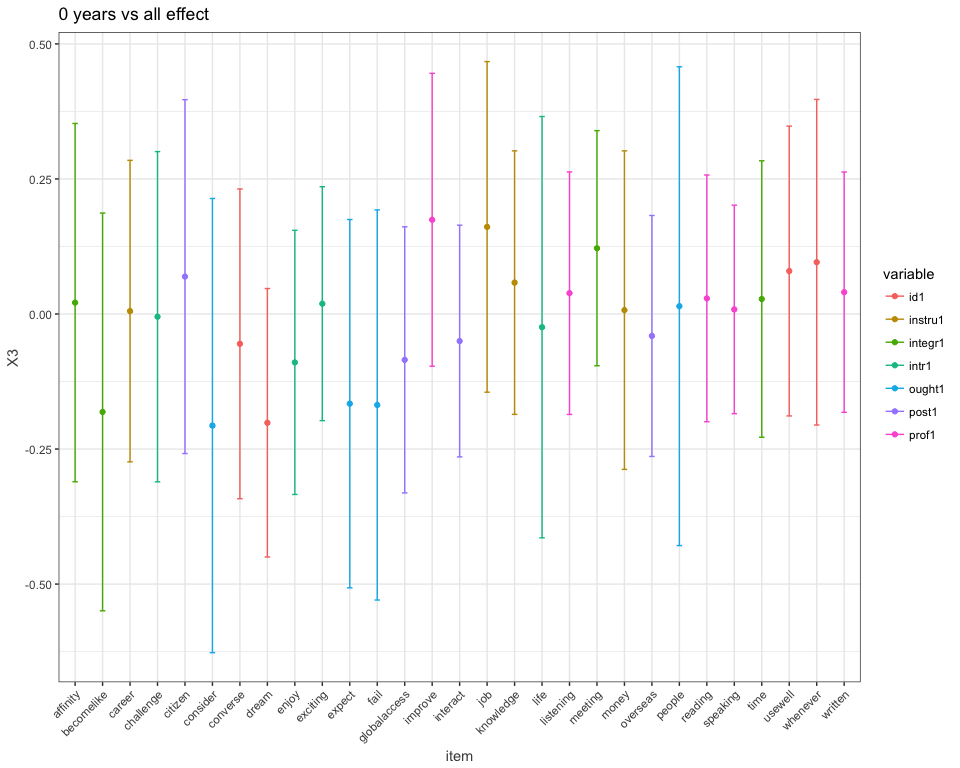 0 years vs all effect
0.50
0.25
0.00
-0.25
-0.50
X3
affinity
becomelike
career
challenge
citizen
consider
converse
dream
enjoy
exciting
expect
fail
globalaccess
improve
interact
job
knowledge
life
listening
meeting
money
overseas
people
reading
speaking
time
usewell
whenever
written
item
variable
id1
instru1
integr1
intr1
ought1
post1
prof1